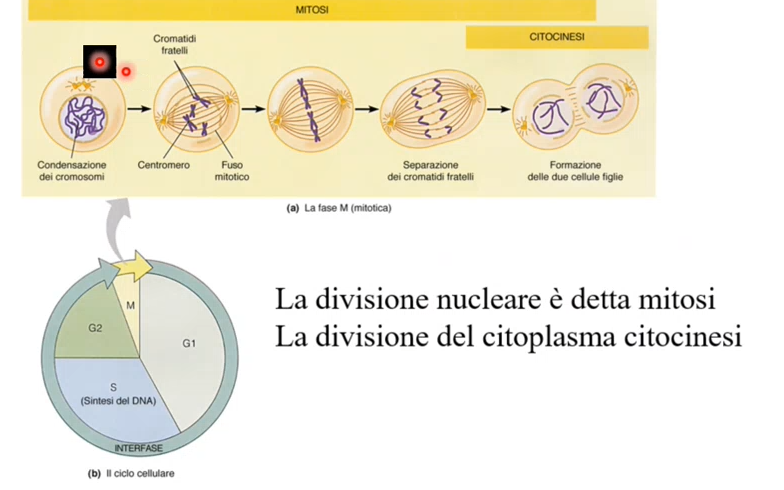 MITOSI
CITOCINESI
Cromatidi
fratelli
Condensazione
dei cromosomi
Centromero
Fuso
mitotico
Separazione
dei cromatidi fratelli
Formazione
delle due cellule figlie
(a) La fase M (mitotica)
M
G2
G1
S
(Sintesi del DNA)
INTERFASE
(b) Il ciclo cellulare
La divisione nucleare è detta mitosi
La divisione del citoplasma citocinesi